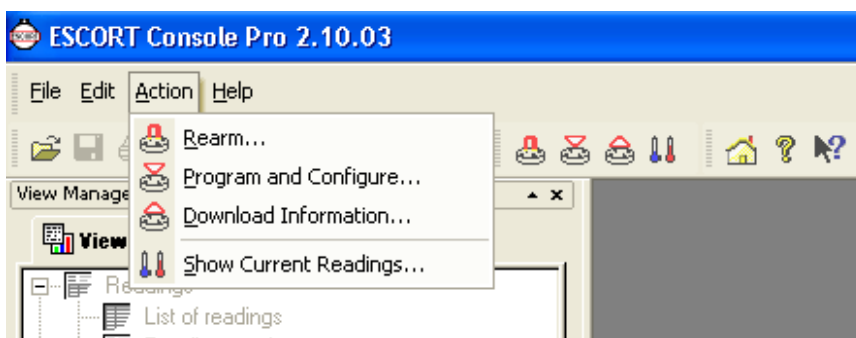 ESCORT Console Pro 2.10.03
File Edit Action Help
Rearm...
Program and Configure...
Download Information...
Show Current Readings...
View Manage
View
Readings
List of readings